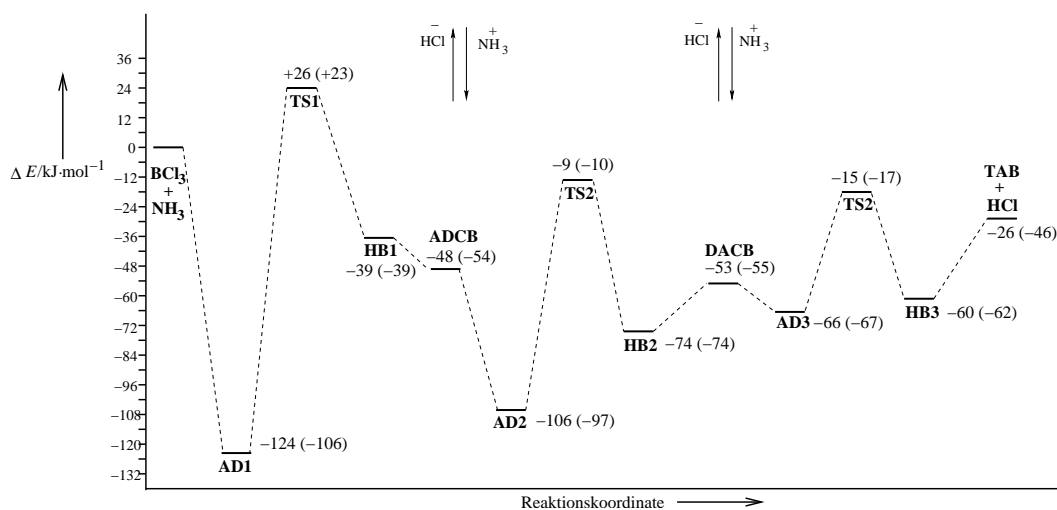 − +
HCl NH3
− +
HCl NH3
Δ E/kJ·mol−1
36
24
12
0
−12
−24
−36
−48
−60
−72
−84
−96
−108
−120
−132
BCl3
+
NH3
−124 (−106)
AD1
+26 (+23)
TS1
HB1
−39 (−39)
ADCB
−48 (−54)
AD2
−106 (−97)
−9 (−10)
TS2
HB2
−74 (−74)
DACB
−53 (−55)
AD3
−66 (−67)
−15 (−17)
TS2
HB3
−60 (−62)
TAB
+
HCl
−26 (−46)
Reaktionskoordinate